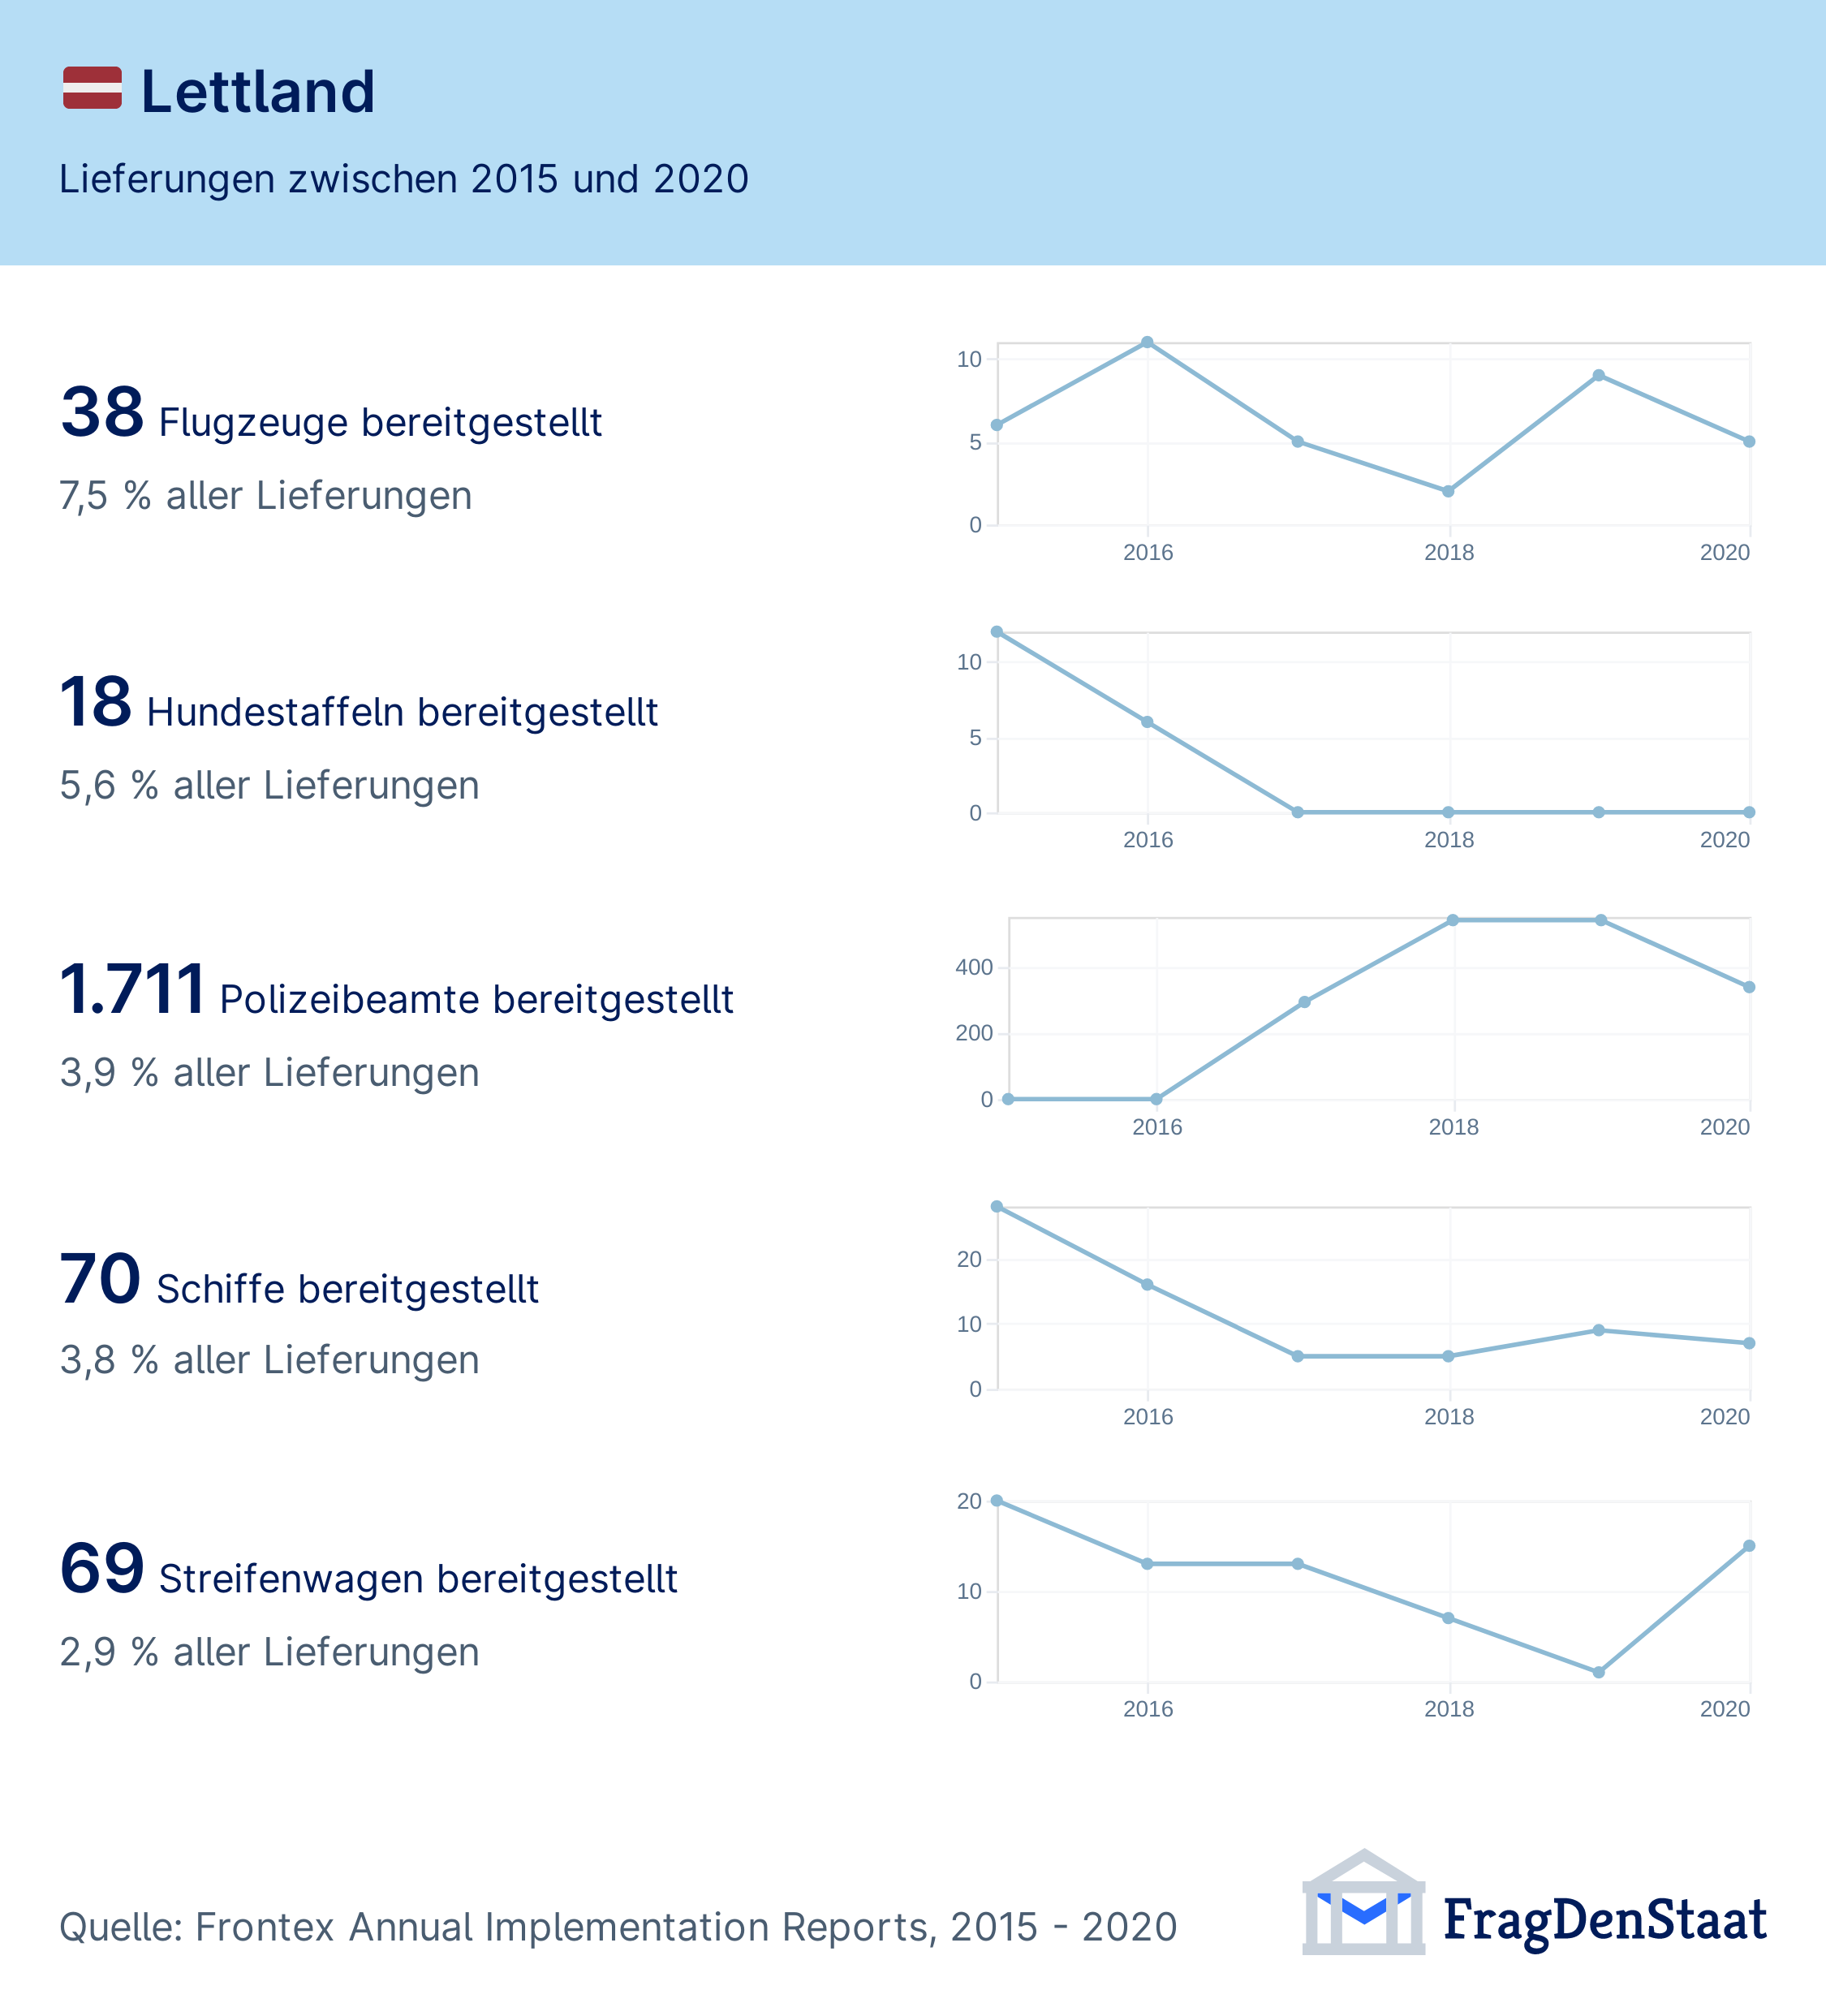 Lettland
Lieferungen zwischen 2015 und 2020
38 Flugzeuge bereitgestellt
7,5 % aller Lieferungen
10
5
0
2016 2018 2020
18 Hundestaffeln bereitgestellt
5,6 % aller Lieferungen
10
5
0
2016 2018 2020
1.711 Polizeibeamte bereitgestellt
3,9 % aller Lieferungen
400
200
0
2016 2018 2020
70 Schiffe bereitgestellt
3,8 % aller Lieferungen
20
10
0
2016 2018 2020
69 Streifenwagen bereitgestellt
2,9 % aller Lieferungen
20
10
0
2016 2018 2020
Quelle: Frontex Annual Implementation Reports, 2015 - 2020
FragDenStaat